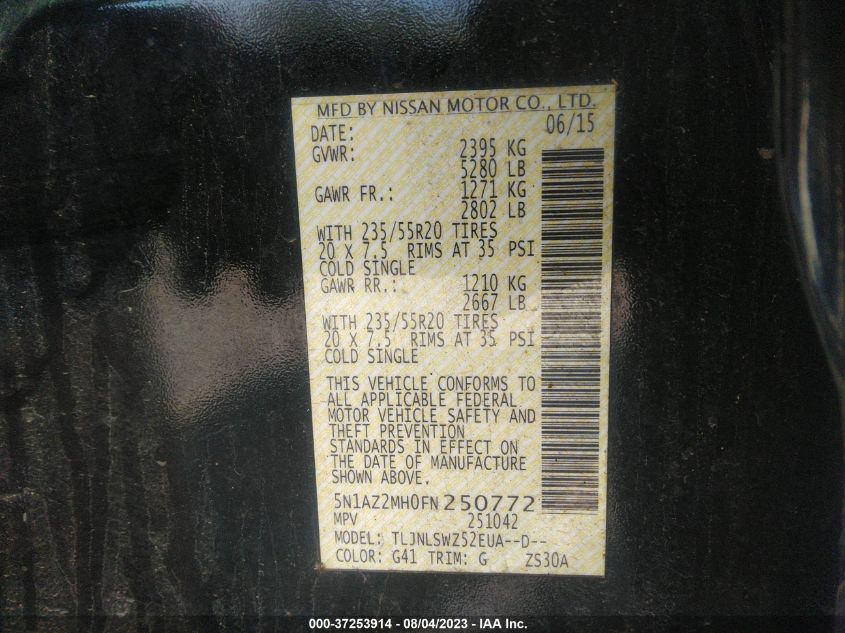 MFD BY NISSAN MOTOR CO., LTD.
DATE: 06/15
GVWR: 2395 KG
5280 LB
GAWR FR.: 1271 KG
2802 LB
WITH 235/55R20 TIRES
20 X 7.5 RIMS AT 35 PSI
COLD SINGLE
GAWR RR.: 1210 KG
2667 LB
WITH 235/55R20 TIRES
20 X 7.5 RIMS AT 35 PSI
COLD SINGLE
THIS VEHICLE CONFORMS TO
ALL APPLICABLE FEDERAL
MOTOR VEHICLE SAFETY AND
THEFT PREVENTION
STANDARDS IN EFFECT ON
THE DATE OF MANUFACTURE
SHOWN ABOVE.
5N1AZ2MH0FN250772
MPV 251042
MODEL: TLJNLSWZ52EUA--D--
COLOR: G41 TRIM: G ZS30A
000-37253914 - 08/04/2023 - IAA Inc.